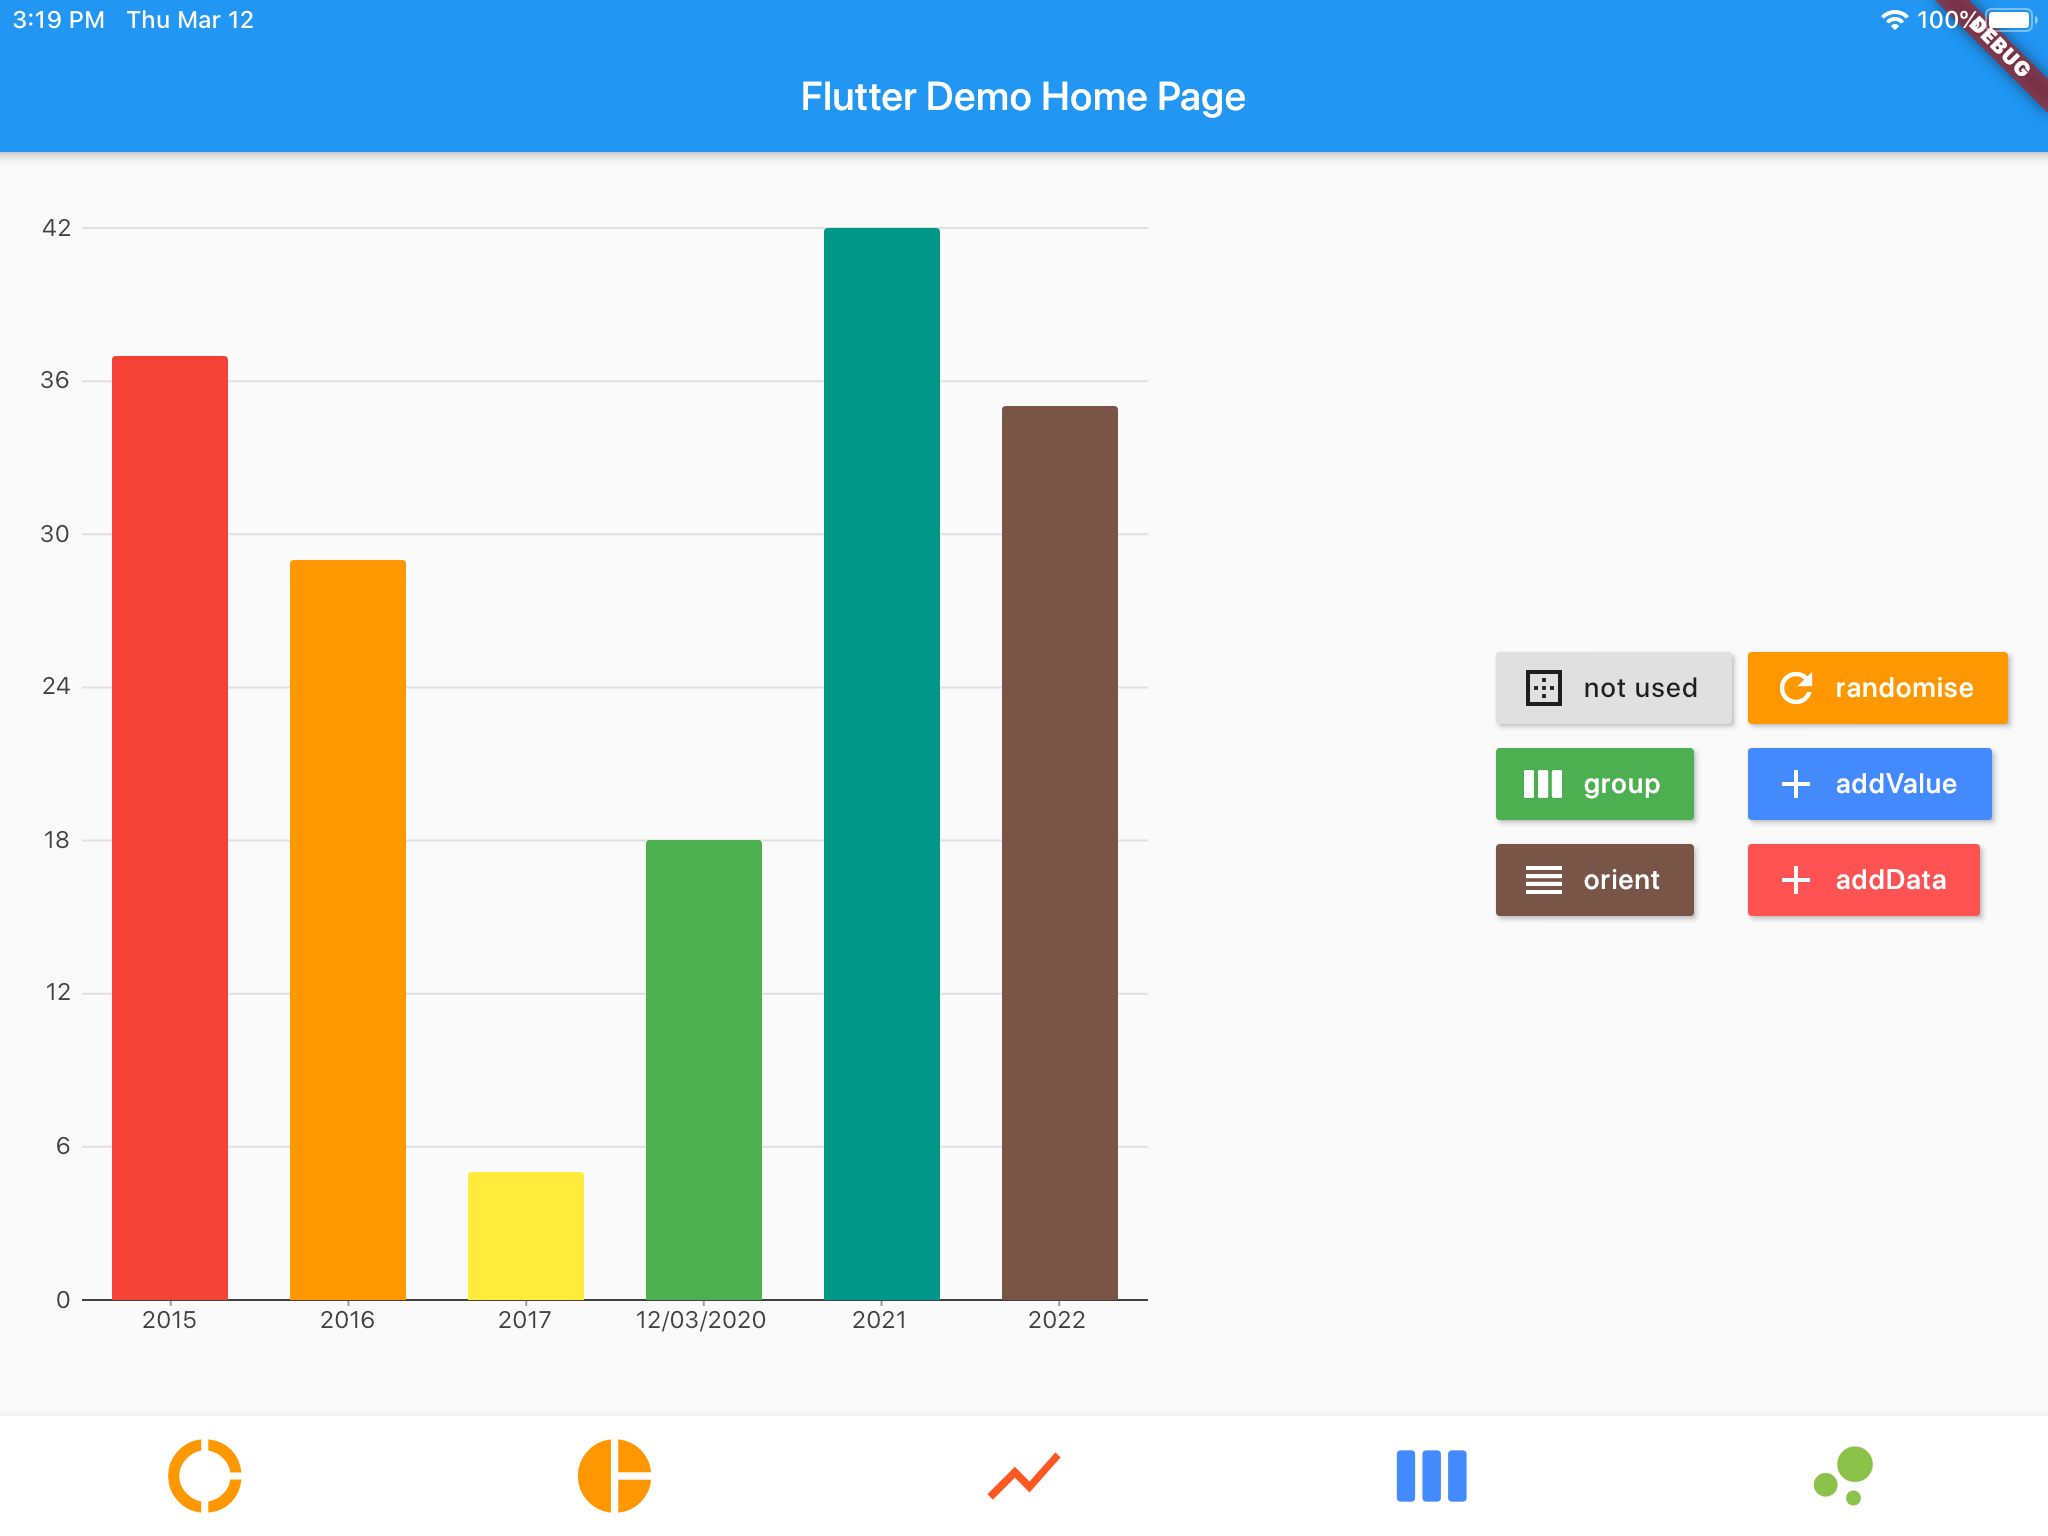 3:19 PM Thu Mar 12
100%
DEBUG
Flutter Demo Home Page
42
36
30
24
18
12
6
0
2015 2016 2017 12/03/2020 2021 2022
not used randomise
group addValue
orient addData